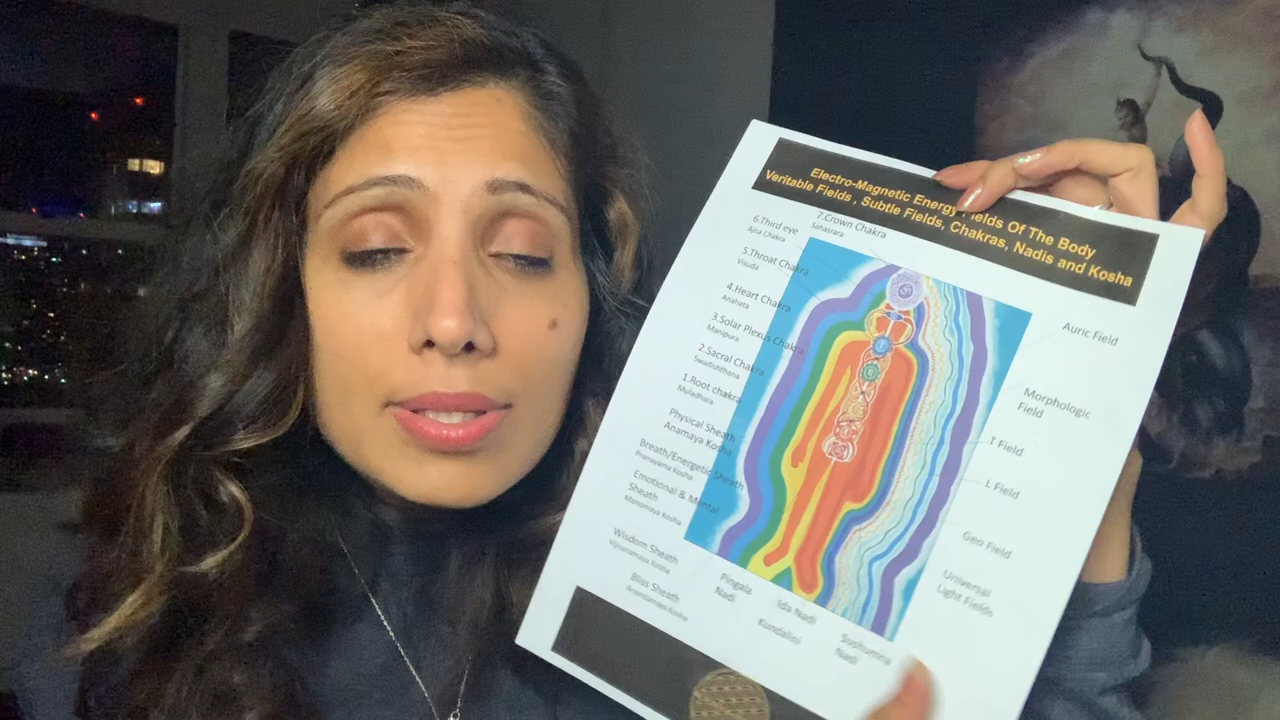 Electro-Magnetic Energy Fields Of The Body
Veritable Fields , Subtle Fields, Chakras, Nadis and Kosha
7.Crown Chakra
Sahasrara
6.Third eye
Ajna Chakra
5.Throat Chakra
Visuda
4.Heart Chakra
Anahata
3.Solar Plexus Chakra
Manipura
2.Sacral Chakra
Swadishthana
1.Root chakra
Muladhara
Physical Sheath
Anamaya Kosha
Breath/Energetic Sheath
Pranayama Kosha
Emotional & Mental
Sheath
Manomaya Kosha
Wisdom Sheath
Vijnanamaya Kosha
Bliss Sheath
Anandamaya Kosha
Pingala
Nadi
Ida Nadi
Kundalini
Sushumna
Nadi
Auric Field
Morphologic
Field
T Field
L Field
Geo Field
Universal
Light Fields